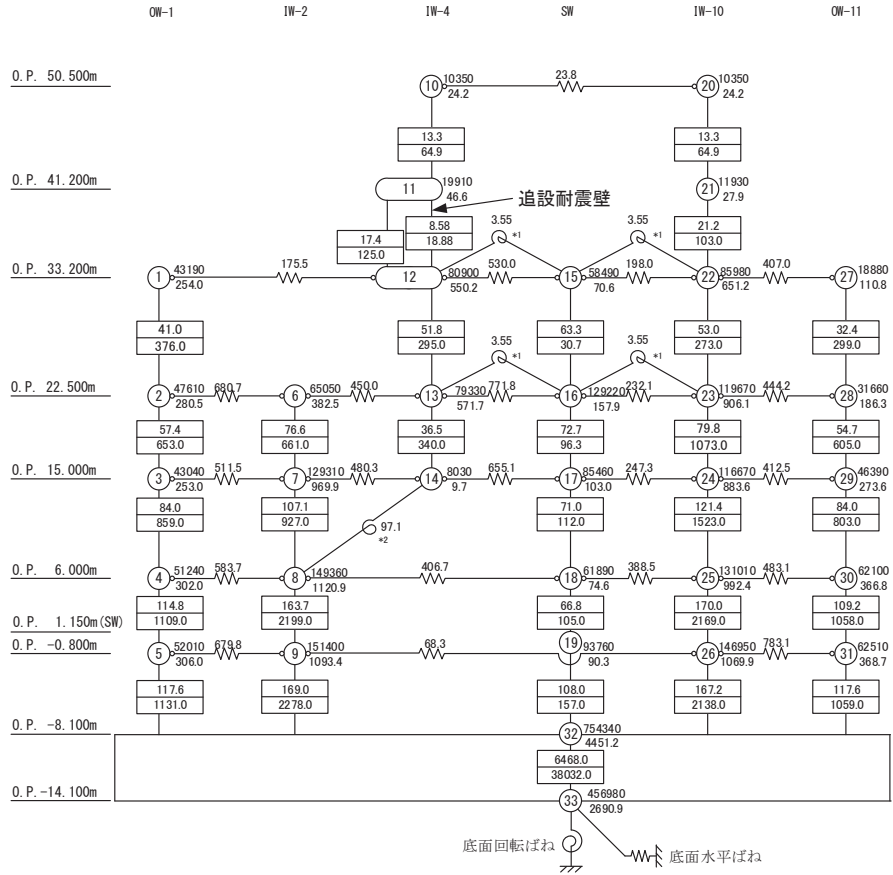 OW-1 IW-2 IW-4 SW IW-10 OW-11
O.P. 50.500m 10 10350 23.8 20 10350
24.2 24.2
13.3 13.3
64.9 64.9
O.P. 41.200m 11 19910 21 11930
46.6 追設耐震壁 27.9
17.4 8.58 3.55 *1 3.55 *1 21.2
125.0 18.88 103.0
O.P. 33.200m 1 43190 175.5 12 80900 530.0 15 58490 198.0 22 85980 407.0 27 18880
254.0 550.2 70.6 651.2 110.8
41.0 51.8 63.3 53.0 32.4
376.0 295.0 30.7 273.0 299.0
3.55 *1 3.55 *1
O.P. 22.500m 2 47610 680.7 6 65050 450.0 13 79330 771.8 16 129220 232.1 23 119670 444.2 28 31660
280.5 382.5 571.7 157.9 906.1 186.3
57.4 76.6 36.5 72.7 79.8 54.7
653.0 661.0 340.0 96.3 1073.0 605.0
O.P. 15.000m 3 43040 511.5 7 129310 480.3 14 8030 655.1 17 85460 247.3 24 116670 412.5 29 46390
253.0 969.9 9.7 103.0 883.6 273.6
84.0 107.1 71.0 121.4 84.0
859.0 927.0 112.0 1523.0 803.0
97.1
*2
O.P. 6.000m 4 51240 583.7 8 149360 406.7 18 61890 388.5 25 131010 483.1 30 62100
302.0 1120.9 74.6 992.4 366.8
114.8 163.7 66.8 170.0 109.2
1109.0 2199.0 105.0 2169.0 1058.0
O.P. 1.150m(SW)
O.P. -0.800m 5 52010 679.8 9 151400 68.3 19 93760 26 146950 783.1 31 62510
306.0 1093.4 90.3 1069.9 368.7
117.6 169.0 108.0 167.2 117.6
1131.0 2278.0 157.0 2138.0 1059.0
O.P. -8.100m 32 754340
4451.2
6468.0
38032.0
O.P.-14.100m 33 456980
2690.9
底面回転ばね 底面水平ばね